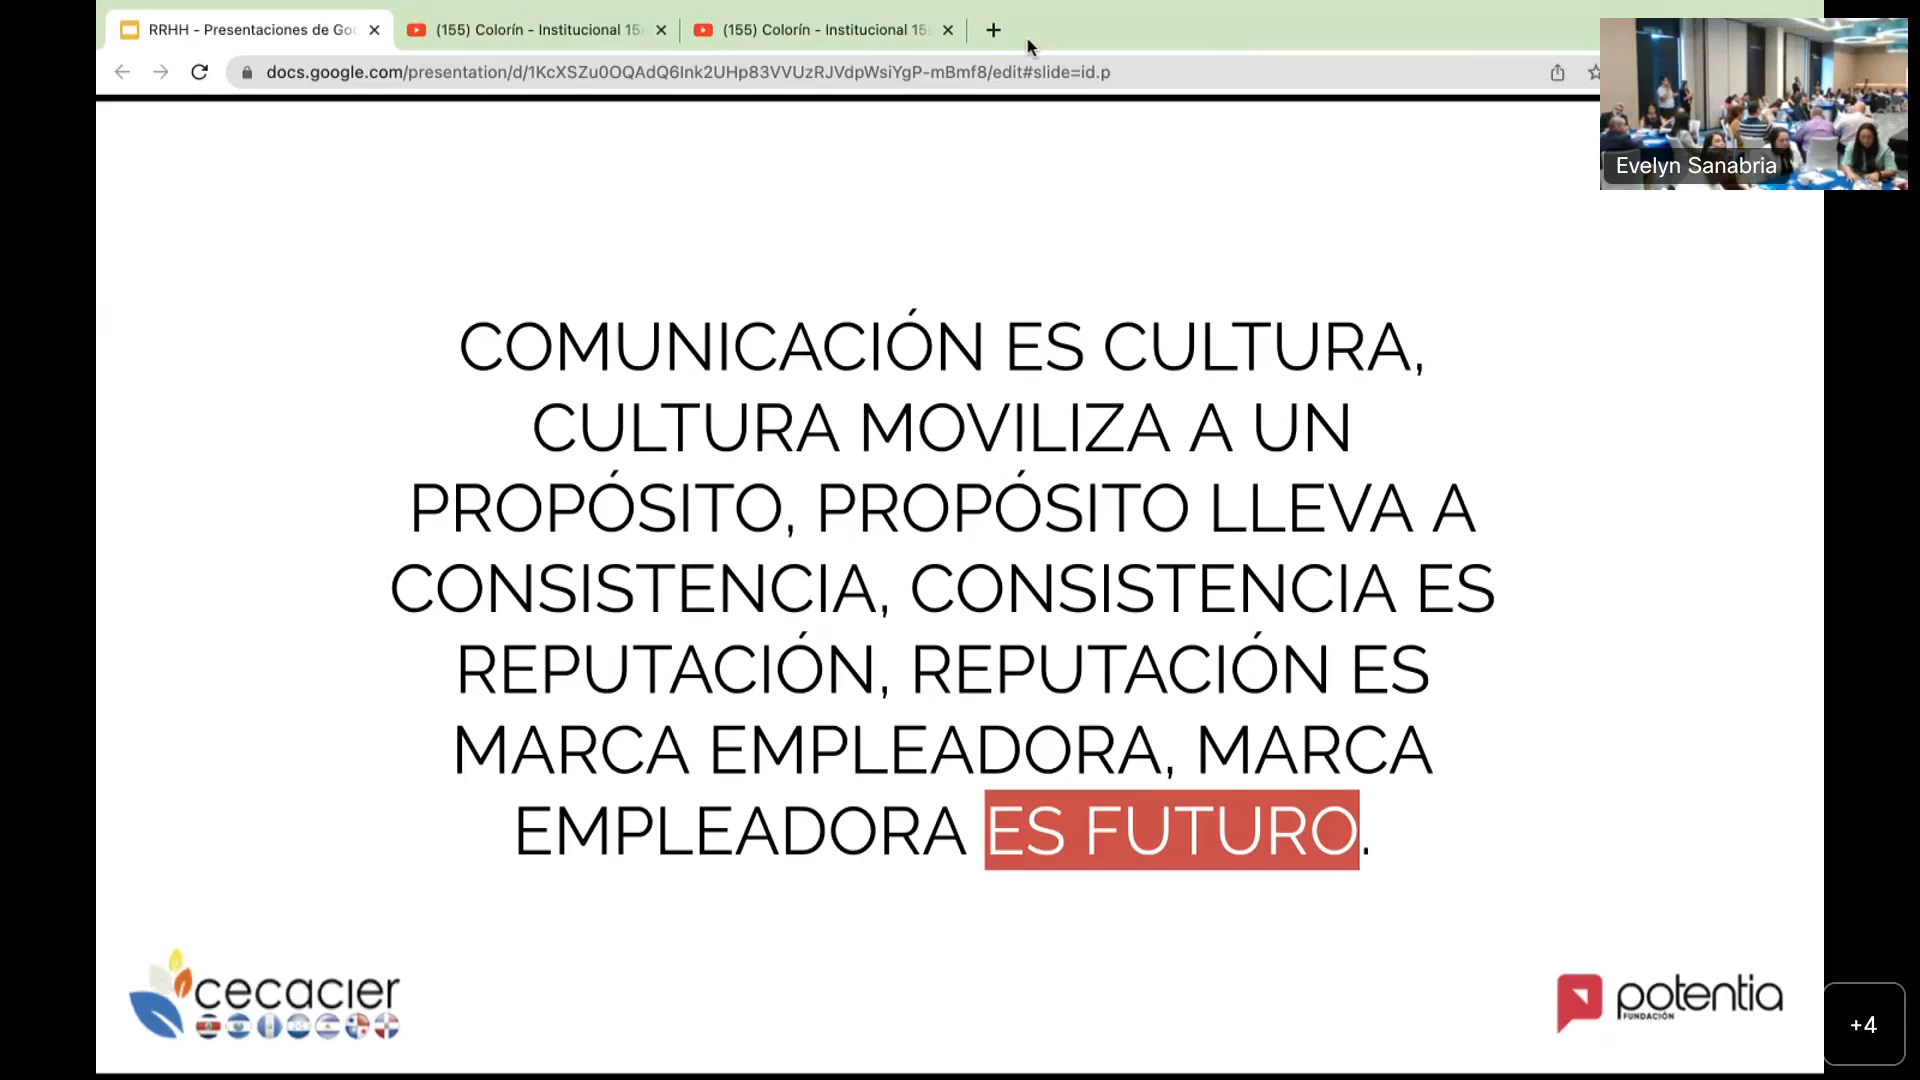 RRHH - Presentaciones de Goo
(155) Colorín - Institucional 15
(155) Colorín - Institucional 15
docs.google.com/presentation/d/1KcXSZu0OQAdQ6Ink2UHp83VVUzRJVdpWsiYgP-mBmf8/edit#slide=id.p
Evelyn Sanabria
COMUNICACIÓN ES CULTURA,
CULTURA MOVILIZA A UN
PROPÓSITO, PROPÓSITO LLEVA A
CONSISTENCIA, CONSISTENCIA ES
REPUTACIÓN, REPUTACIÓN ES
MARCA EMPLEADORA, MARCA
EMPLEADORA ES FUTURO.
cecacier
potentia
FUNDACIÓN
+4